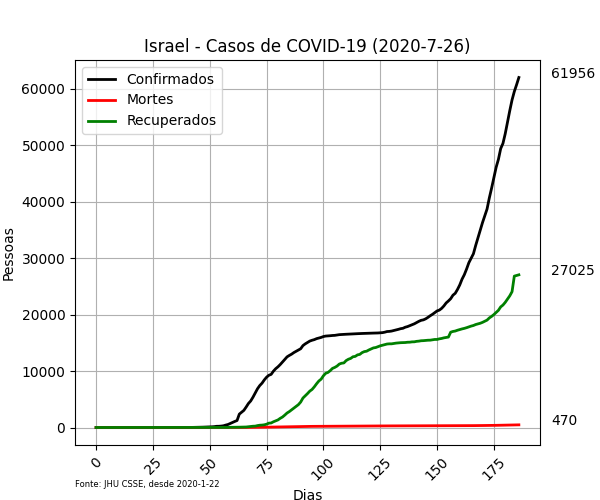 Israel - Casos de COVID-19 (2020-7-26)
Confirmados
Mortes
Recuperados
61956
27025
470
60000
50000
40000
30000
20000
10000
0
Pessoas
0
25
50
75
100
125
150
175
Fonte: JHU CSSE, desde 2020-1-22
Dias